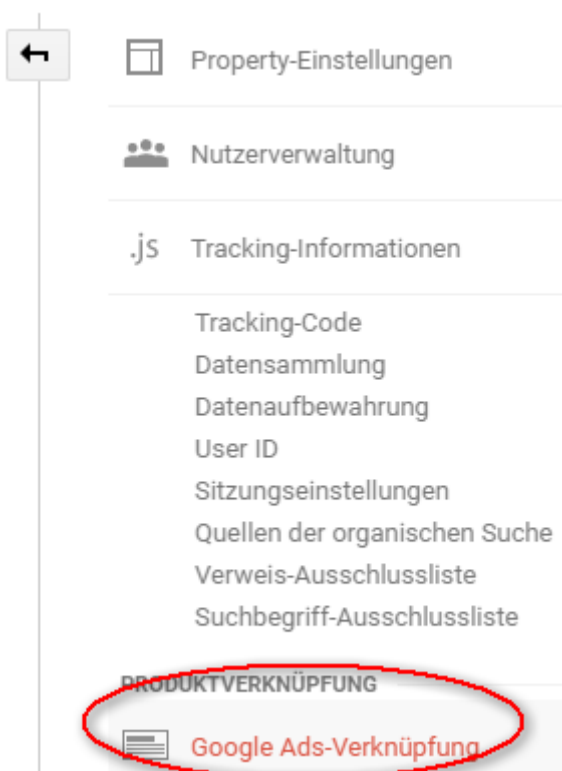 Property-Einstellungen
Nutzerverwaltung
.js Tracking-Informationen
Tracking-Code
Datensammlung
Datenaufbewahrung
User ID
Sitzungseinstellungen
Quellen der organischen Suche
Verweis-Ausschlussliste
Suchbegriff-Ausschlussliste
PRODUKTVERKNÜPFUNG
Google Ads-Verknüpfung